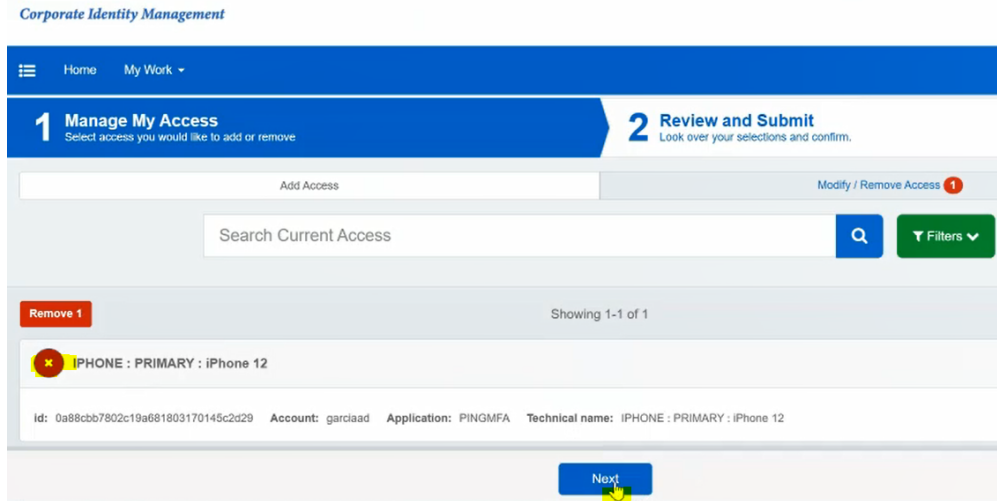 Corporate Identity Management
Home My Work
1 Manage My Access
Select access you would like to add or remove
2 Review and Submit
Look over your selections and confirm.
Add Access
Modify / Remove Access 1
Search Current Access
Filters
Remove 1
Showing 1-1 of 1
IPHONE : PRIMARY : iPhone 12
id: 0a88cbb7802c19a681803170145c2d29 Account: garciaad Application: PINGMFA Technical name: IPHONE : PRIMARY : iPhone 12
Next